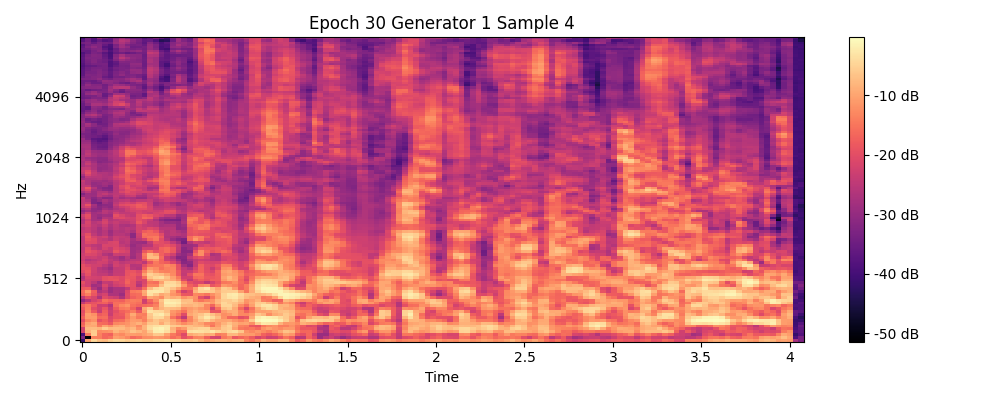 Epoch 30 Generator 1 Sample 4
Hz
4096
2048
1024
512
0
0 0.5 1 1.5 2 2.5 3 3.5 4
Time
-10 dB
-20 dB
-30 dB
-40 dB
-50 dB